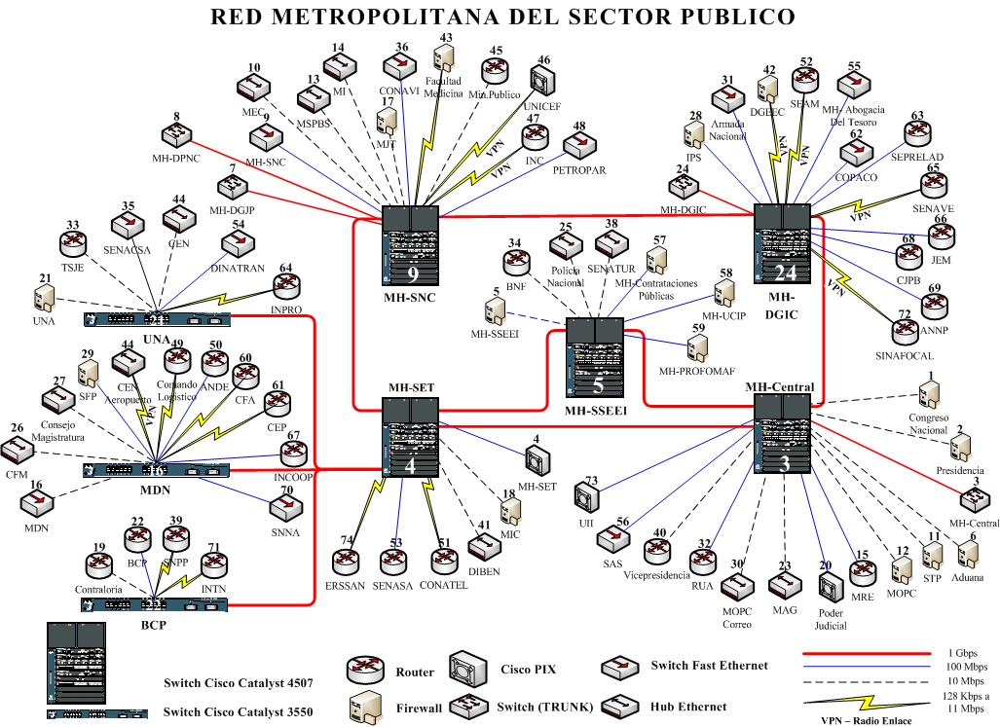 RED METROPOLITANA DEL SECTOR PUBLICO
8
MH-DPNC
10
MEC
9
MH-SNC
7
MH-DGJP
13
MSPBS
14
MI
17
MJT
36
CONAVI
43
Facultad
Medicina
45
Min.Publico
46
UNICEF
VPN
47
INC
VPN
48
PETROPAR
9
MH-SNC
24
MH-DGIC
28
IPS
31
Armada
Nacional
42
DGEEC
VPN
52
SEAM
VPN
55
MH- Abogacia
Del Tesoro
62
COPACO
63
SEPRELAD
65
SENAVE
VPN
66
JEM
68
CJPB
69
ANNP
72
SINAFOCAL
VPN
24
MH-
DGIC
21
UNA
33
TSJE
35
SENACSA
44
CEN
54
DINATRAN
64
INPRO
UNA
34
BNF
25
Policia
Nacional
38
SENATUR
57
MH-Contrataciones
Públicas
5
MH-SSEEI
58
MH-UCIP
59
MH-PROFOMAF
5
MH-SSEEI
16
MDN
26
CFM
27
Consejo
Magistratura
29
SFP
44
CEN
Aeropuerto
49
Comando
Logistico
50
ANDE
60
CFA
61
CEP
67
INCOOP
70
SNNA
16
MDN
MH-SET
4
4
MH-SET
18
MIC
41
DIBEN
51
CONATEL
53
SENASA
74
ERSSAN
MH-Central
3
1
Congreso
Nacional
2
Presidencia
3
MH-Central
6
Aduana
11
STP
12
MOPC
15
MRE
20
Poder
Judicial
23
MAG
30
MOPC
Correo
32
RUA
40
Vicepresidencia
56
SAS
73
UII
19
Contraloria
22
BCP
39
SNPP
71
INTN
BCP
Switch Cisco Catalyst 4507
Switch Cisco Catalyst 3550
Router
Firewall
Cisco PIX
Switch (TRUNK)
Switch Fast Ethernet
Hub Ethernet
1 Gbps
100 Mbps
10 Mbps
128 Kbps a
11 Mbps
VPN – Radio Enlace